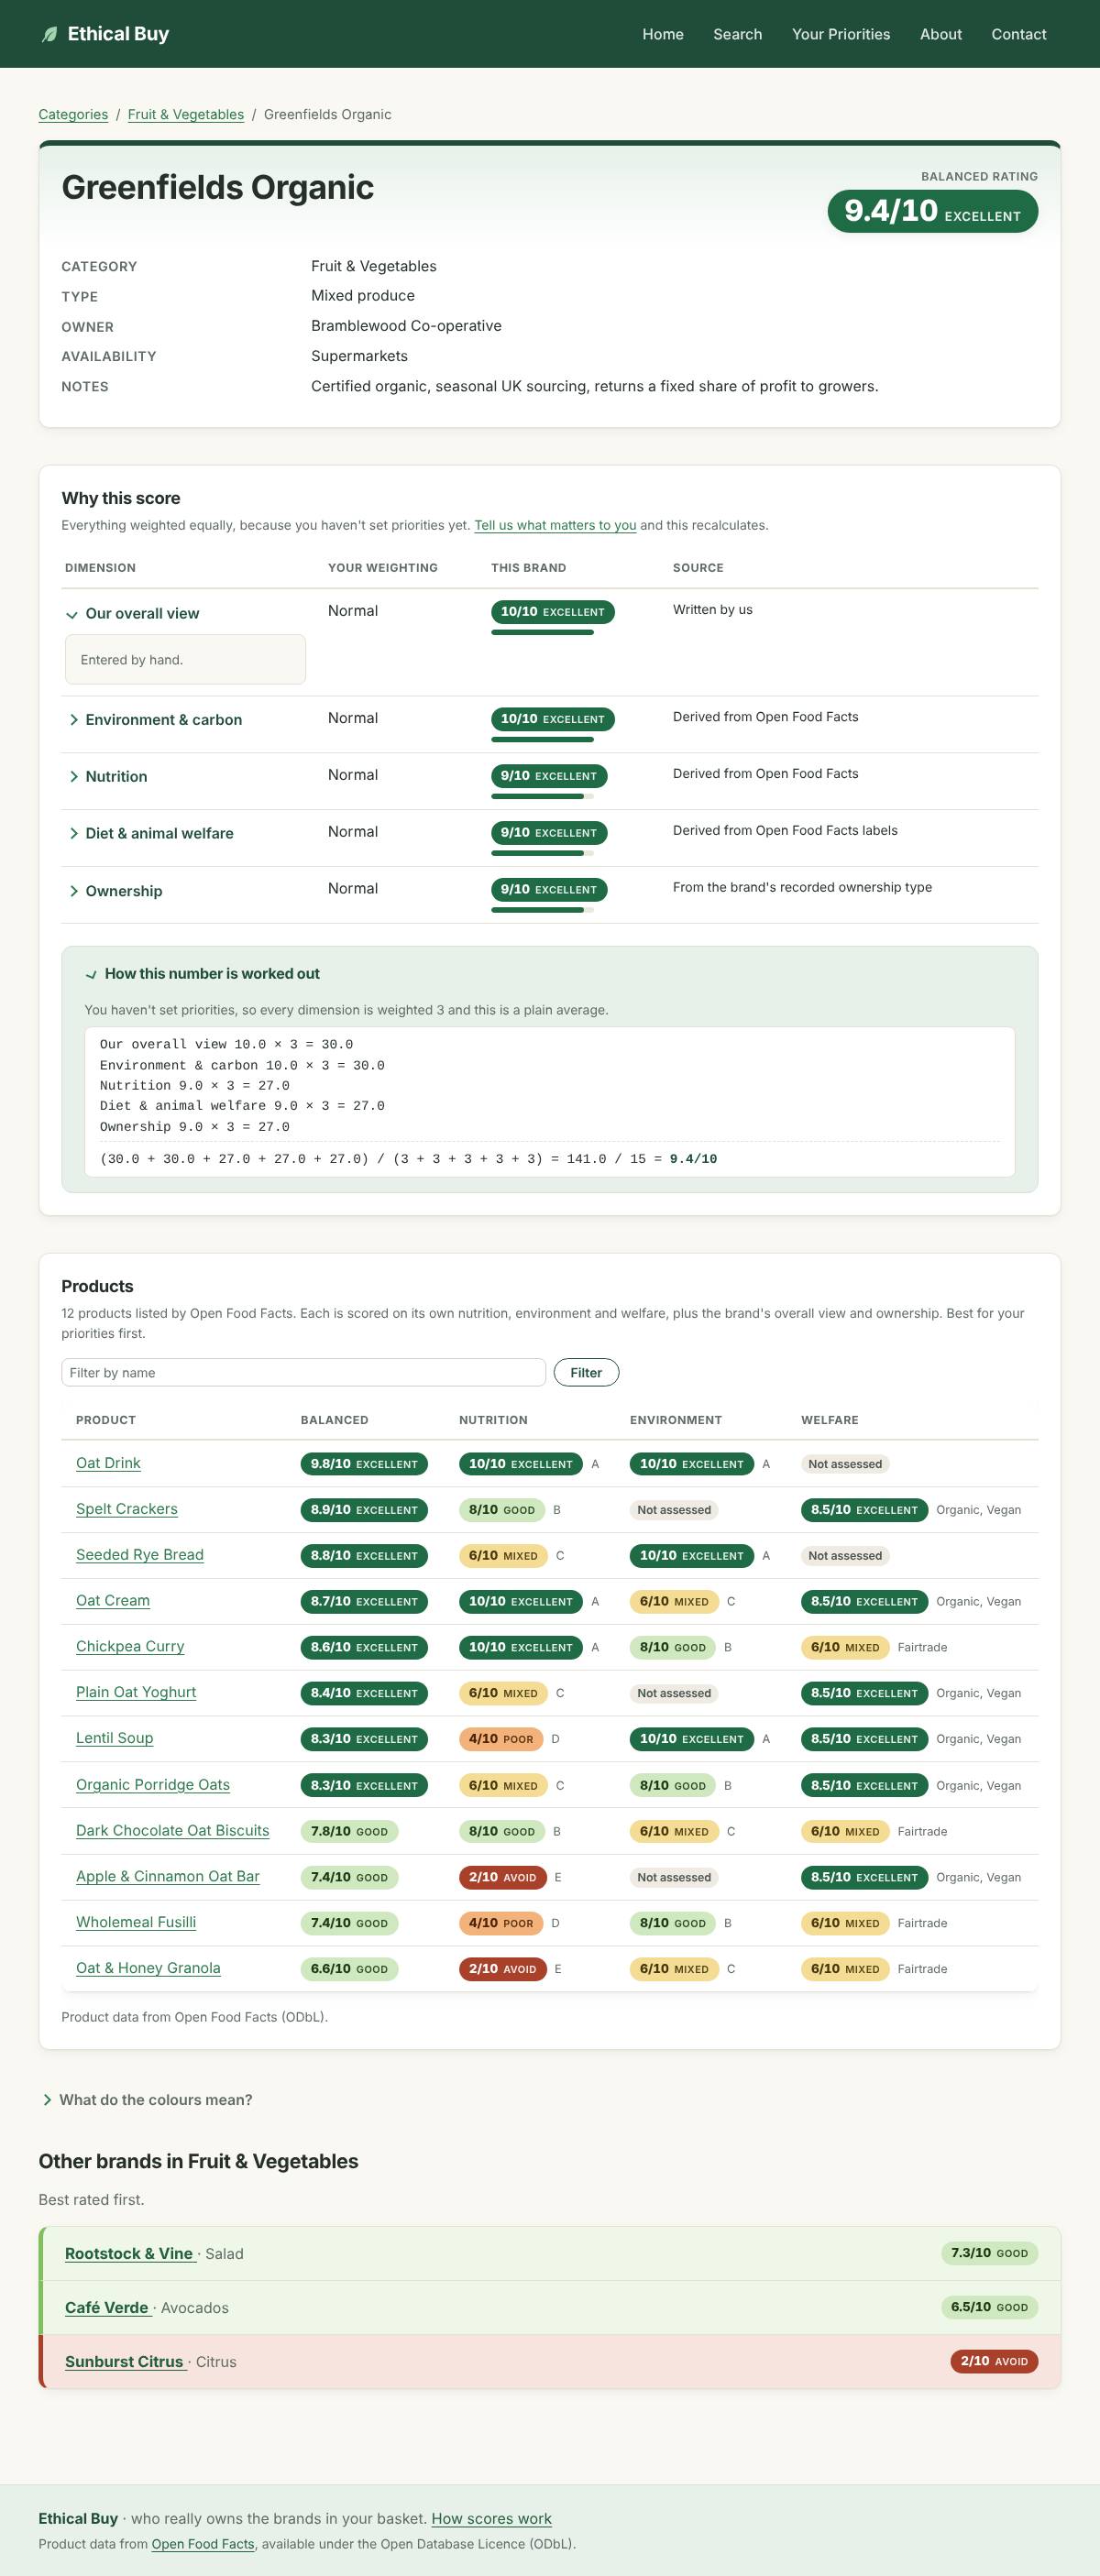 Ethical Buy
Home Search Your Priorities About Contact
Categories / Fruit & Vegetables / Greenfields Organic
Greenfields Organic
BALANCED RATING
9.4/10 EXCELLENT
CATEGORY Fruit & Vegetables
TYPE Mixed produce
OWNER Bramblewood Co-operative
AVAILABILITY Supermarkets
NOTES Certified organic, seasonal UK sourcing, returns a fixed share of profit to growers.
Why this score
Everything weighted equally, because you haven't set priorities yet. Tell us what matters to you and this recalculates.
DIMENSION YOUR WEIGHTING THIS BRAND SOURCE
Our overall view Normal 10/10 EXCELLENT Written by us
Entered by hand.
Environment & carbon Normal 10/10 EXCELLENT Derived from Open Food Facts
Nutrition Normal 9/10 EXCELLENT Derived from Open Food Facts
Diet & animal welfare Normal 9/10 EXCELLENT Derived from Open Food Facts labels
Ownership Normal 9/10 EXCELLENT From the brand's recorded ownership type
How this number is worked out
You haven't set priorities, so every dimension is weighted 3 and this is a plain average.
Our overall view 10.0 × 3 = 30.0
Environment & carbon 10.0 × 3 = 30.0
Nutrition 9.0 × 3 = 27.0
Diet & animal welfare 9.0 × 3 = 27.0
Ownership 9.0 × 3 = 27.0
(30.0 + 30.0 + 27.0 + 27.0 + 27.0) / (3 + 3 + 3 + 3 + 3) = 141.0 / 15 = 9.4/10
Products
12 products listed by Open Food Facts. Each is scored on its own nutrition, environment and welfare, plus the brand's overall view and ownership. Best for your
priorities first.
Filter by name Filter
PRODUCT BALANCED NUTRITION ENVIRONMENT WELFARE
Oat Drink 9.8/10 EXCELLENT 10/10 EXCELLENT A 10/10 EXCELLENT A Not assessed
Spelt Crackers 8.9/10 EXCELLENT 8/10 GOOD B Not assessed 8.5/10 EXCELLENT Organic, Vegan
Seeded Rye Bread 8.8/10 EXCELLENT 6/10 MIXED C 10/10 EXCELLENT A Not assessed
Oat Cream 8.7/10 EXCELLENT 10/10 EXCELLENT A 6/10 MIXED C 8.5/10 EXCELLENT Organic, Vegan
Chickpea Curry 8.6/10 EXCELLENT 10/10 EXCELLENT A 8/10 GOOD B 6/10 MIXED Fairtrade
Plain Oat Yoghurt 8.4/10 EXCELLENT 6/10 MIXED C Not assessed 8.5/10 EXCELLENT Organic, Vegan
Lentil Soup 8.3/10 EXCELLENT 4/10 POOR D 10/10 EXCELLENT A 8.5/10 EXCELLENT Organic, Vegan
Organic Porridge Oats 8.3/10 EXCELLENT 6/10 MIXED C 8/10 GOOD B 8.5/10 EXCELLENT Organic, Vegan
Dark Chocolate Oat Biscuits 7.8/10 GOOD 8/10 GOOD B 6/10 MIXED C 6/10 MIXED Fairtrade
Apple & Cinnamon Oat Bar 7.4/10 GOOD 2/10 AVOID E Not assessed 8.5/10 EXCELLENT Organic, Vegan
Wholemeal Fusilli 7.4/10 GOOD 4/10 POOR D 8/10 GOOD B 6/10 MIXED Fairtrade
Oat & Honey Granola 6.6/10 GOOD 2/10 AVOID E 6/10 MIXED C 6/10 MIXED Fairtrade
Product data from Open Food Facts (ODbL).
What do the colours mean?
Other brands in Fruit & Vegetables
Best rated first.
Rootstock & Vine · Salad 7.3/10 GOOD
Café Verde · Avocados 6.5/10 GOOD
Sunburst Citrus · Citrus 2/10 AVOID
Ethical Buy · who really owns the brands in your basket. How scores work
Product data from Open Food Facts, available under the Open Database Licence (ODbL).